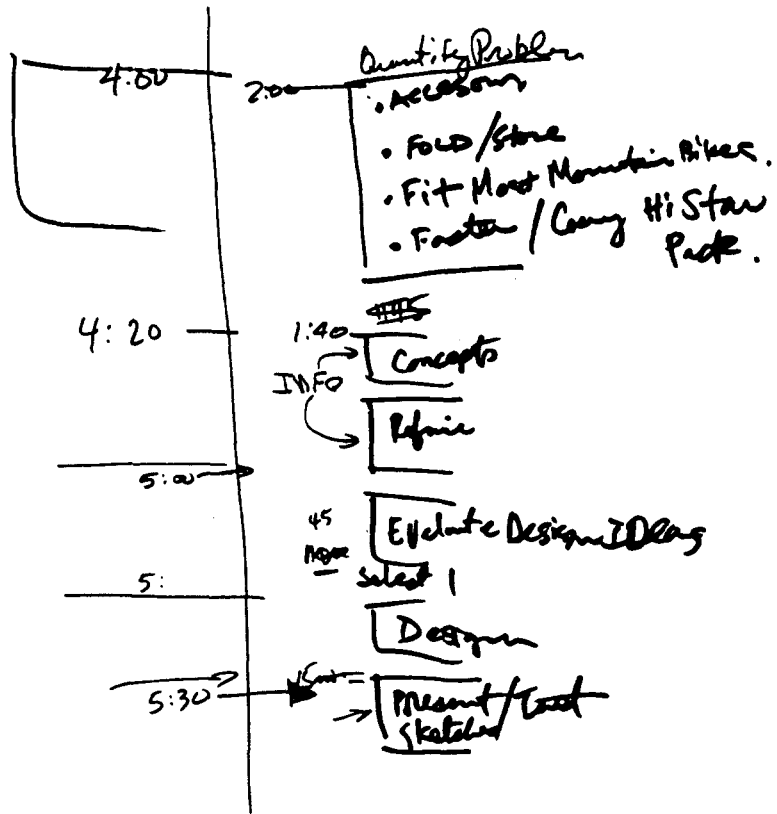 Quantify Problem
4:00
2:00
• Accessory
• FOLD/Store
• Fit Most Mountain Bikes.
• Fasten / Carry Hi Star
Pack.
4:20
1:40
Concepts
INFO
Refine
5:00
45
Evaluate Design IDeas
Select 1
5:
Design
5:30
15
Present/
Sketches